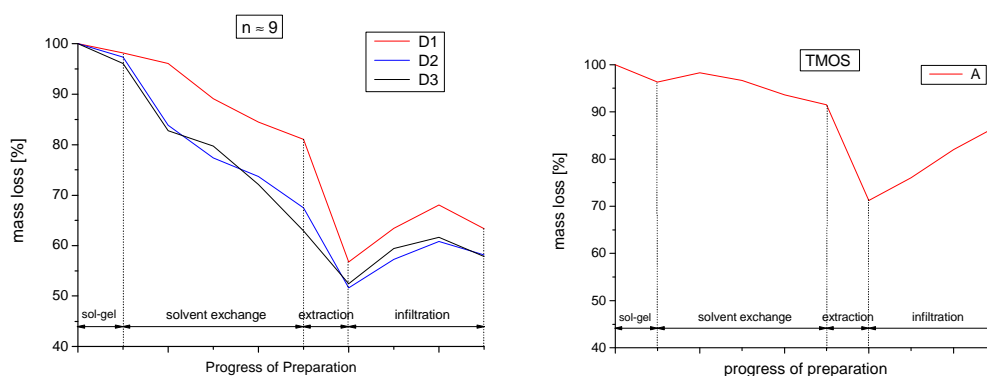 n ≈ 9
D1
D2
D3
100
90
80
70
60
50
40
mass loss [%]
sol-gel
solvent exchange
extraction
infiltration
Progress of Preparation
TMOS
A
100
90
80
70
60
50
40
mass loss [%]
sol-gel
solvent exchange
extraction
infiltration
progress of preparation